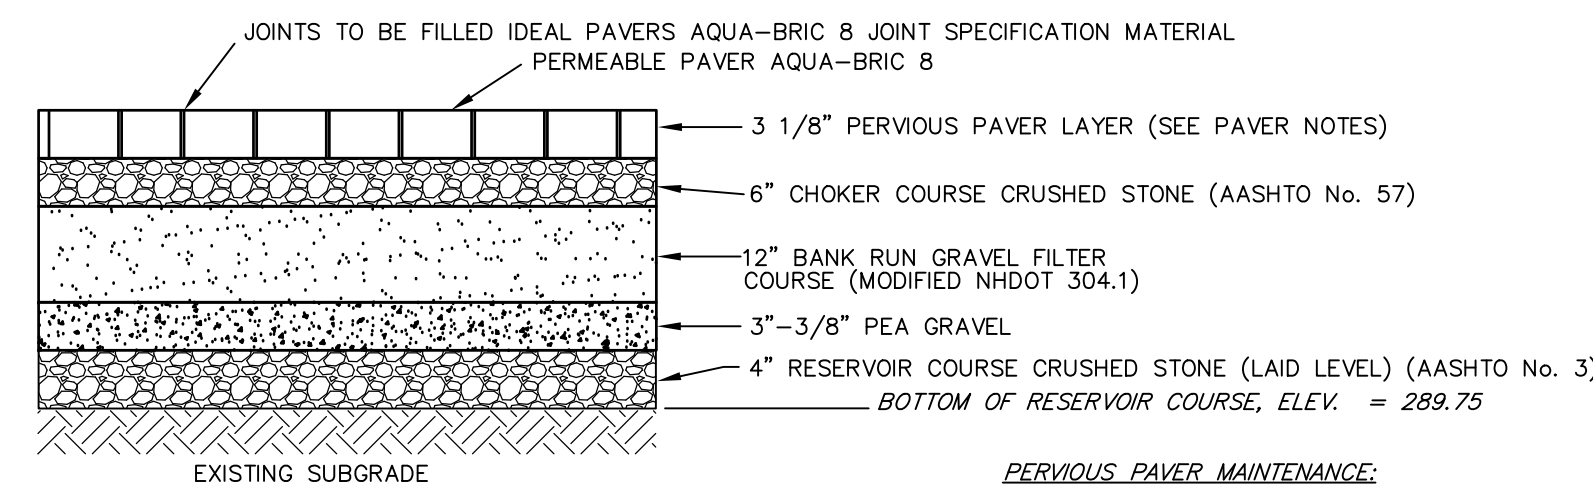 JOINTS TO BE FILLED IDEAL PAVERS AQUA-BRIC 8 JOINT SPECIFICATION MATERIAL
PERMEABLE PAVER AQUA-BRIC 8
3 1/8" PERVIOUS PAVER LAYER (SEE PAVER NOTES)
6" CHOKER COURSE CRUSHED STONE (AASHTO No. 57)
12" BANK RUN GRAVEL FILTER
COURSE (MODIFIED NHDOT 304.1)
3"-3/8" PEA GRAVEL
4" RESERVOIR COURSE CRUSHED STONE (LAID LEVEL) (AASHTO No. 3)
BOTTOM OF RESERVOIR COURSE, ELEV. = 289.75
EXISTING SUBGRADE
PERVIOUS PAVER MAINTENANCE: